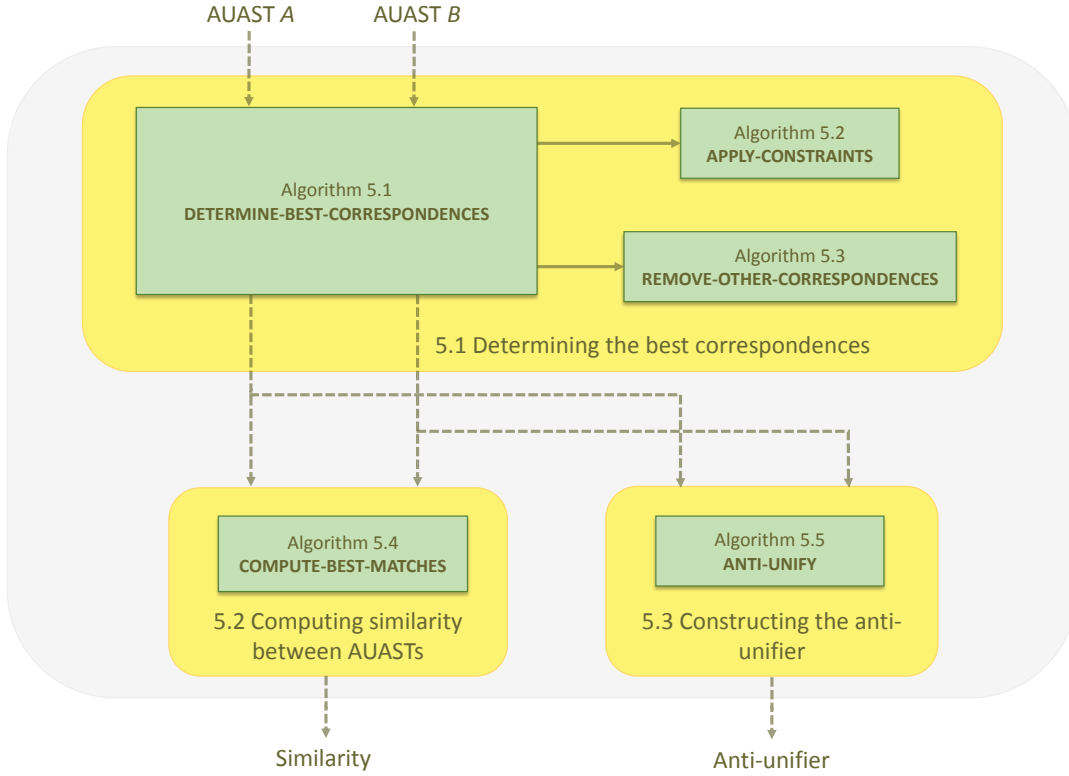 AUAST A
AUAST B
Algorithm 5.1
DETERMINE-BEST-CORRESPONDENCES
Algorithm 5.2
APPLY-CONSTRAINTS
Algorithm 5.3
REMOVE-OTHER-CORRESPONDENCES
5.1 Determining the best correspondences
Algorithm 5.4
COMPUTE-BEST-MATCHES
5.2 Computing similarity
between AUASTs
Algorithm 5.5
ANTI-UNIFY
5.3 Constructing the anti-
unifier
Similarity
Anti-unifier